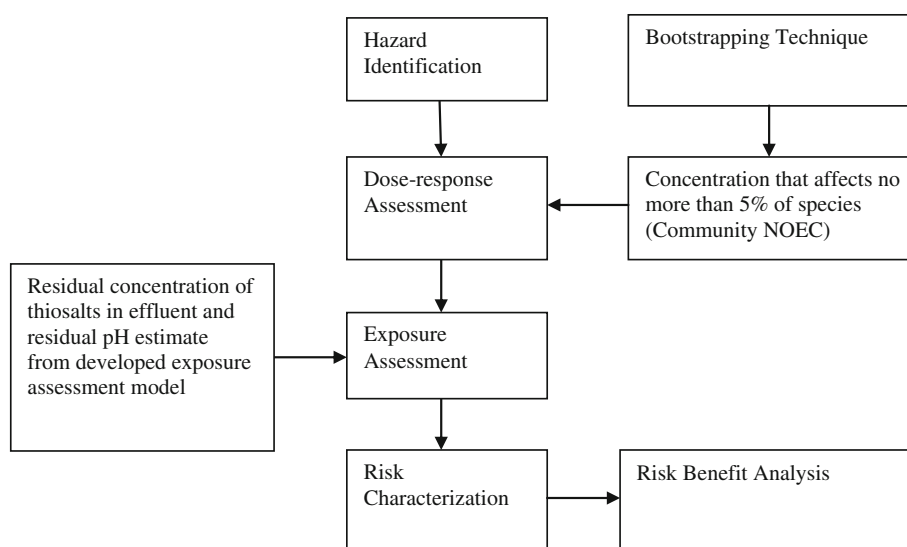 Hazard
Identification
Bootstrapping Technique
Dose-response
Assessment
Concentration that affects no
more than 5% of species
(Community NOEC)
Residual concentration of
thiosalts in effluent and
residual pH estimate
from developed exposure
assessment model
Exposure
Assessment
Risk
Characterization
Risk Benefit Analysis